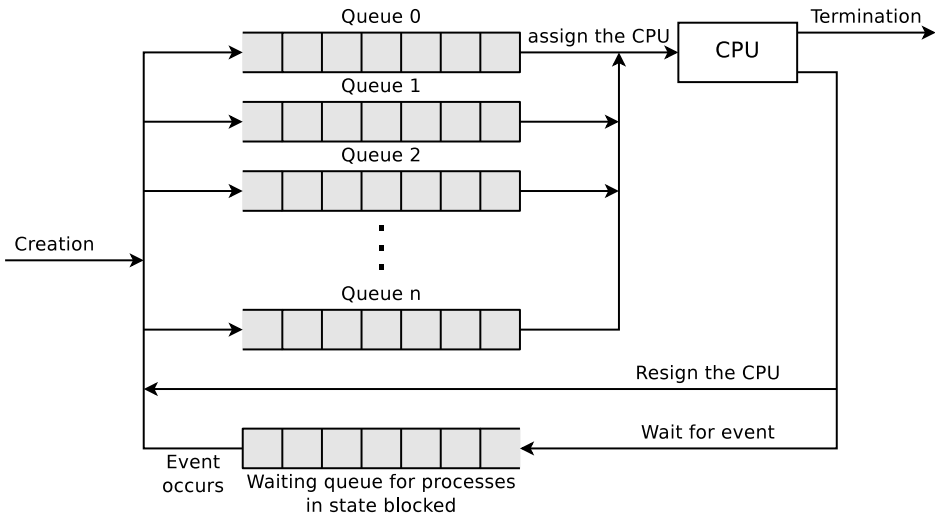 Queue 0
Termination
assign the CPU
CPU
Queue 1
Queue 2
Creation
Queue n
Resign the CPU
Wait for event
Event
occurs
Waiting queue for processes
in state blocked